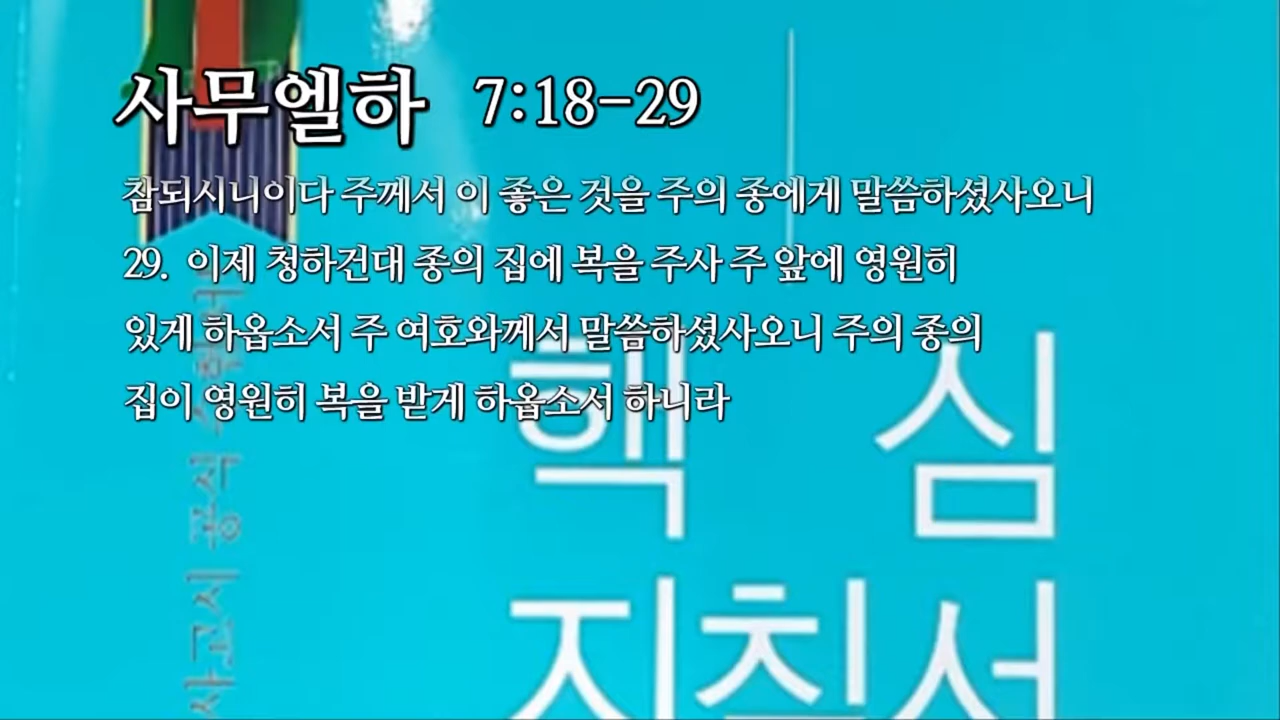 사무엘하 7:18-29
참되시니이다 주께서 이 좋은 것을 주의 종에게 말씀하셨사오니
29. 이제 청하건대 종의 집에 복을 주사 주 앞에 영원히
있게 하옵소서 주 여호와께서 말씀하셨사오니 주의 종의
집이 영원히 복을 받게 하옵소서 하니라
핵 심
지침서